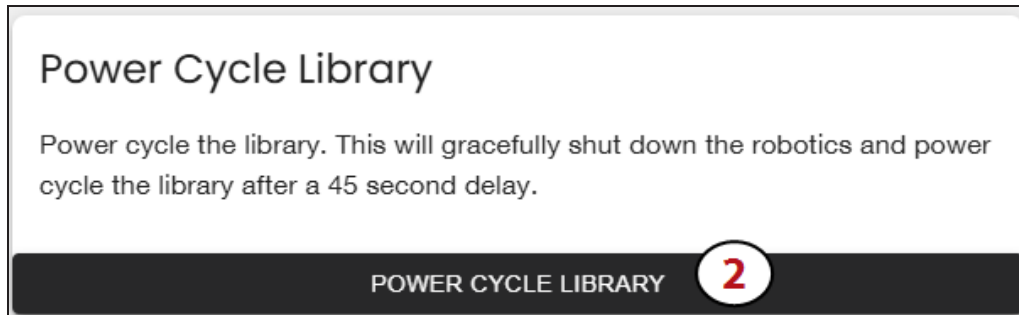 Power Cycle Library
Power cycle the library. This will gracefully shut down the robotics and power
cycle the library after a 45 second delay.
POWER CYCLE LIBRARY 2